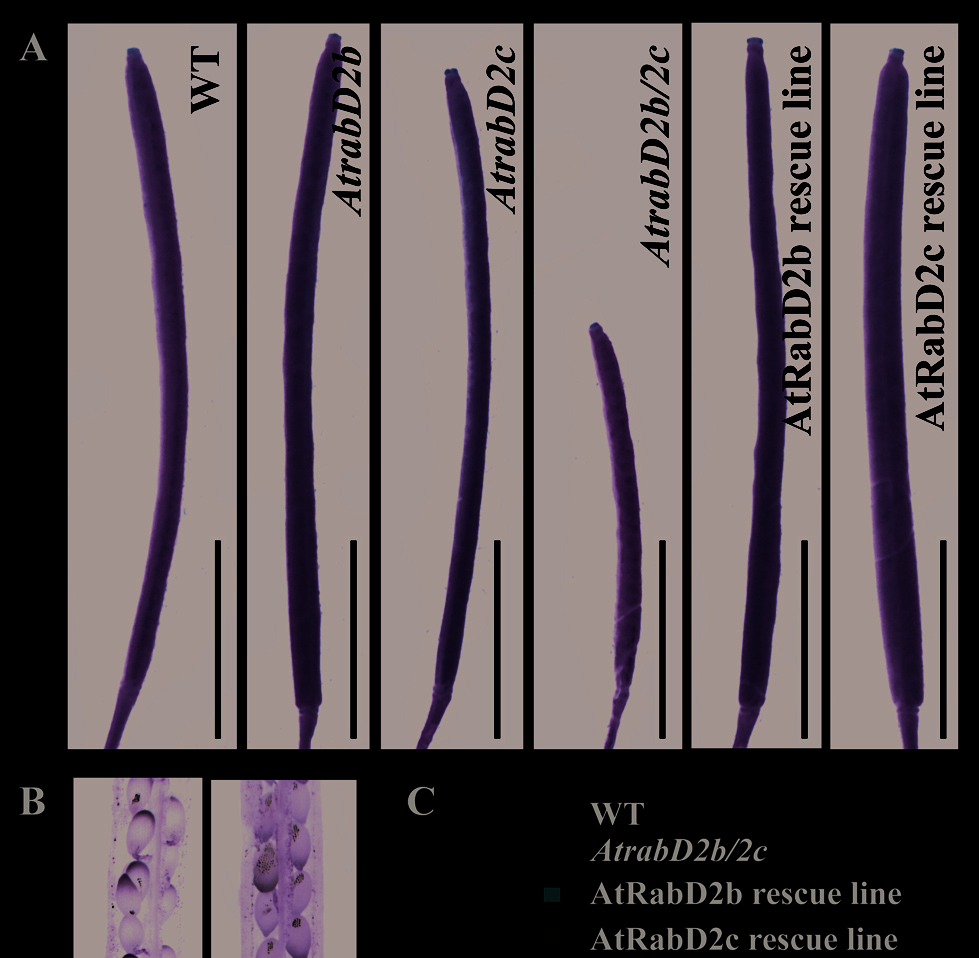 A
WT
AtrabD2b
AtrabD2c
AtrabD2b/2c
AtRabD2b rescue line
AtRabD2c rescue line
B
C
WT
AtrabD2b/2c
AtRabD2b rescue line
AtRabD2c rescue line